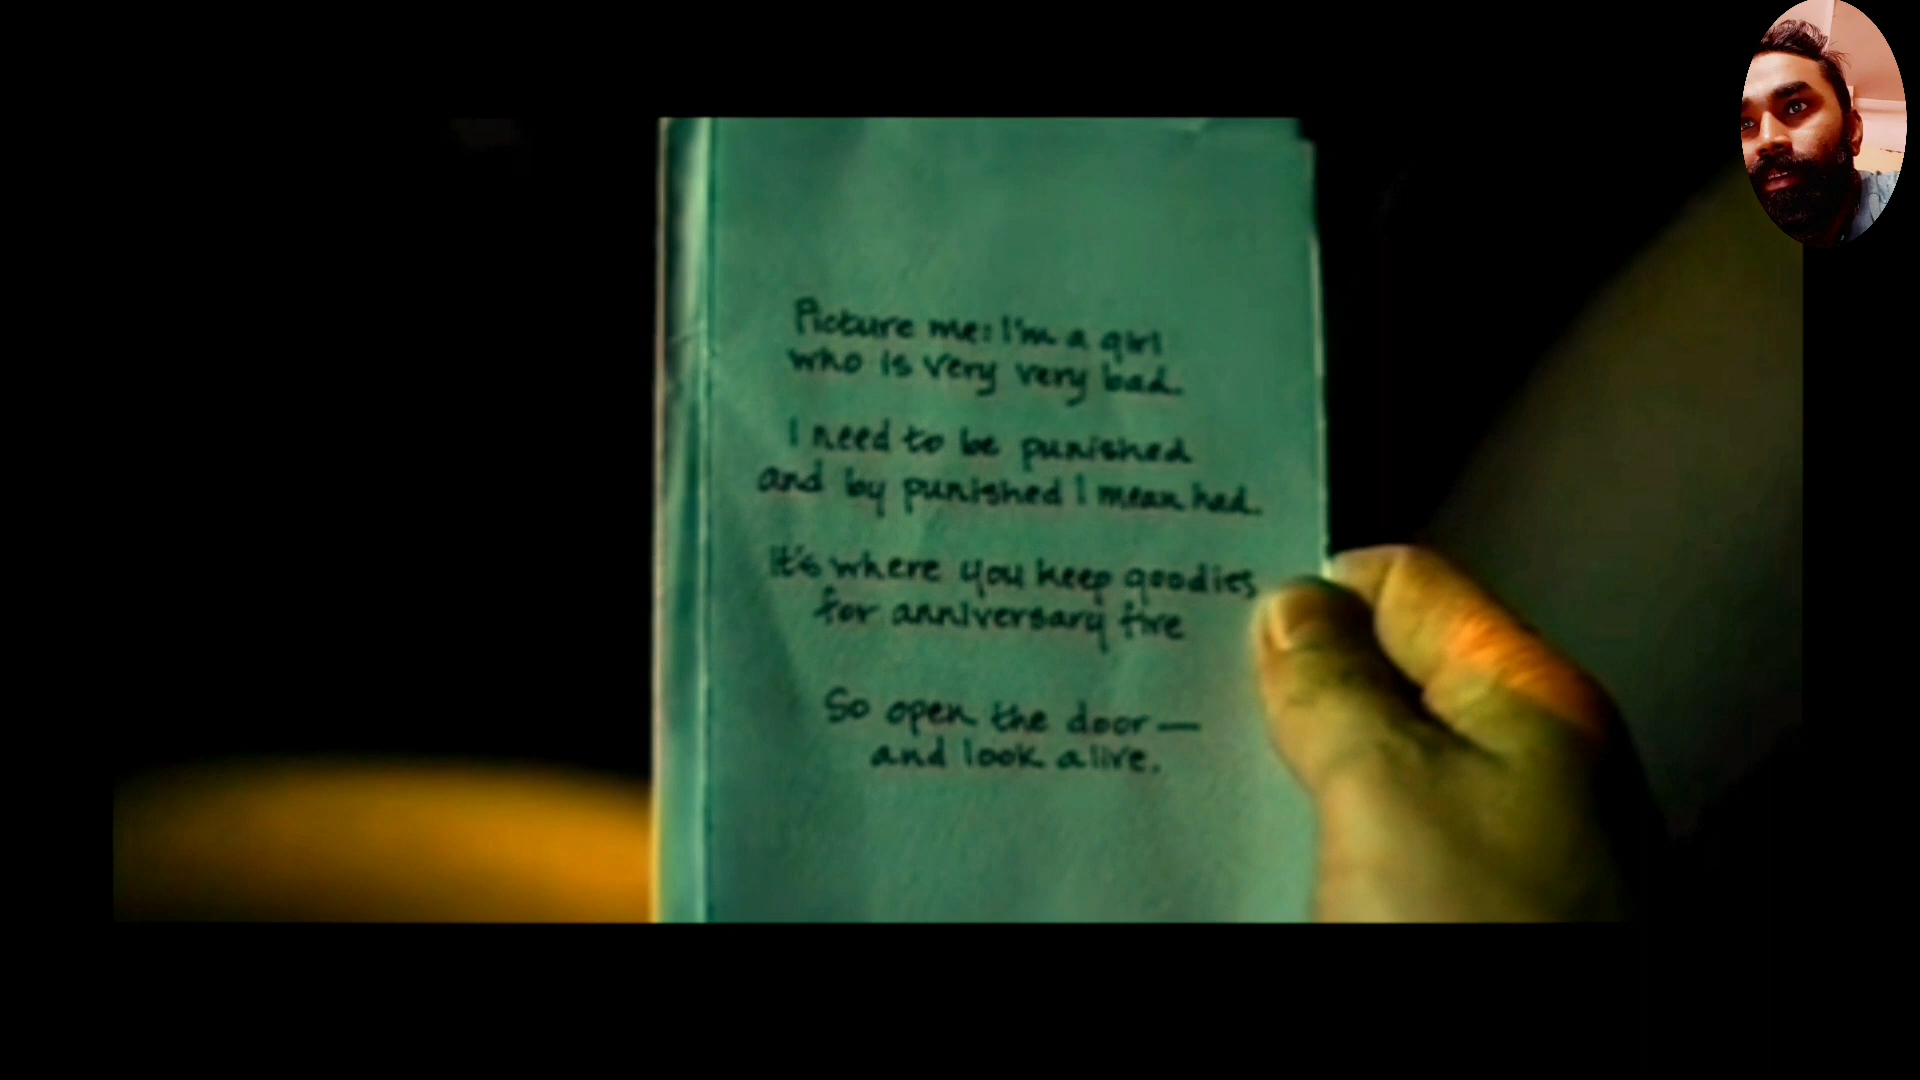 Picture me: I'm a girl
who is very very bad.
I need to be punished
and by punished I mean had.
It's where you keep goodies
for anniversary five
So open the door—
and look alive.